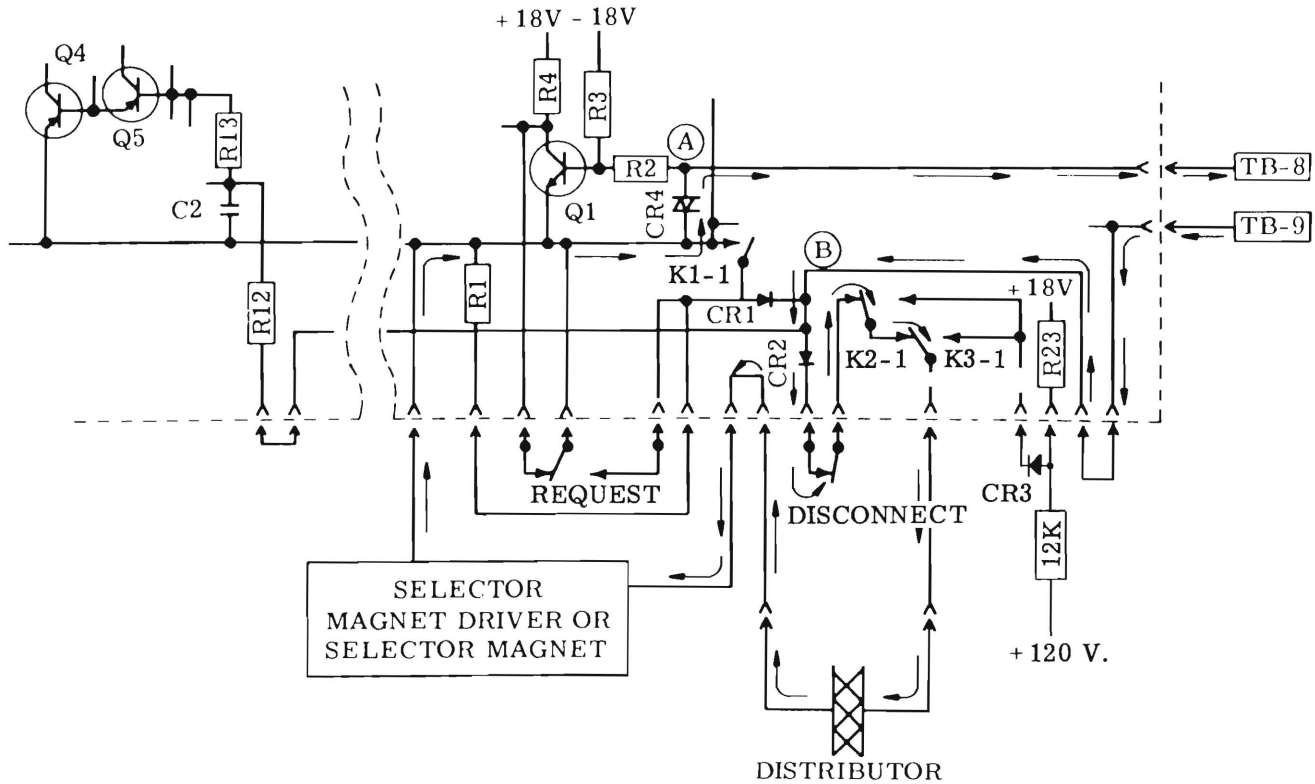 + 18V - 18V
Q4
Q5
R13
C2
R12
R4
R3
R2
A
Q1
CR4
TB-8
TB-9
R1
K1-1
B
CR1
+ 18V
CR2
K2-1
K3-1
R23
REQUEST
DISCONNECT
CR3
12K
SELECTOR
MAGNET DRIVER OR
SELECTOR MAGNET
+ 120 V.
DISTRIBUTOR